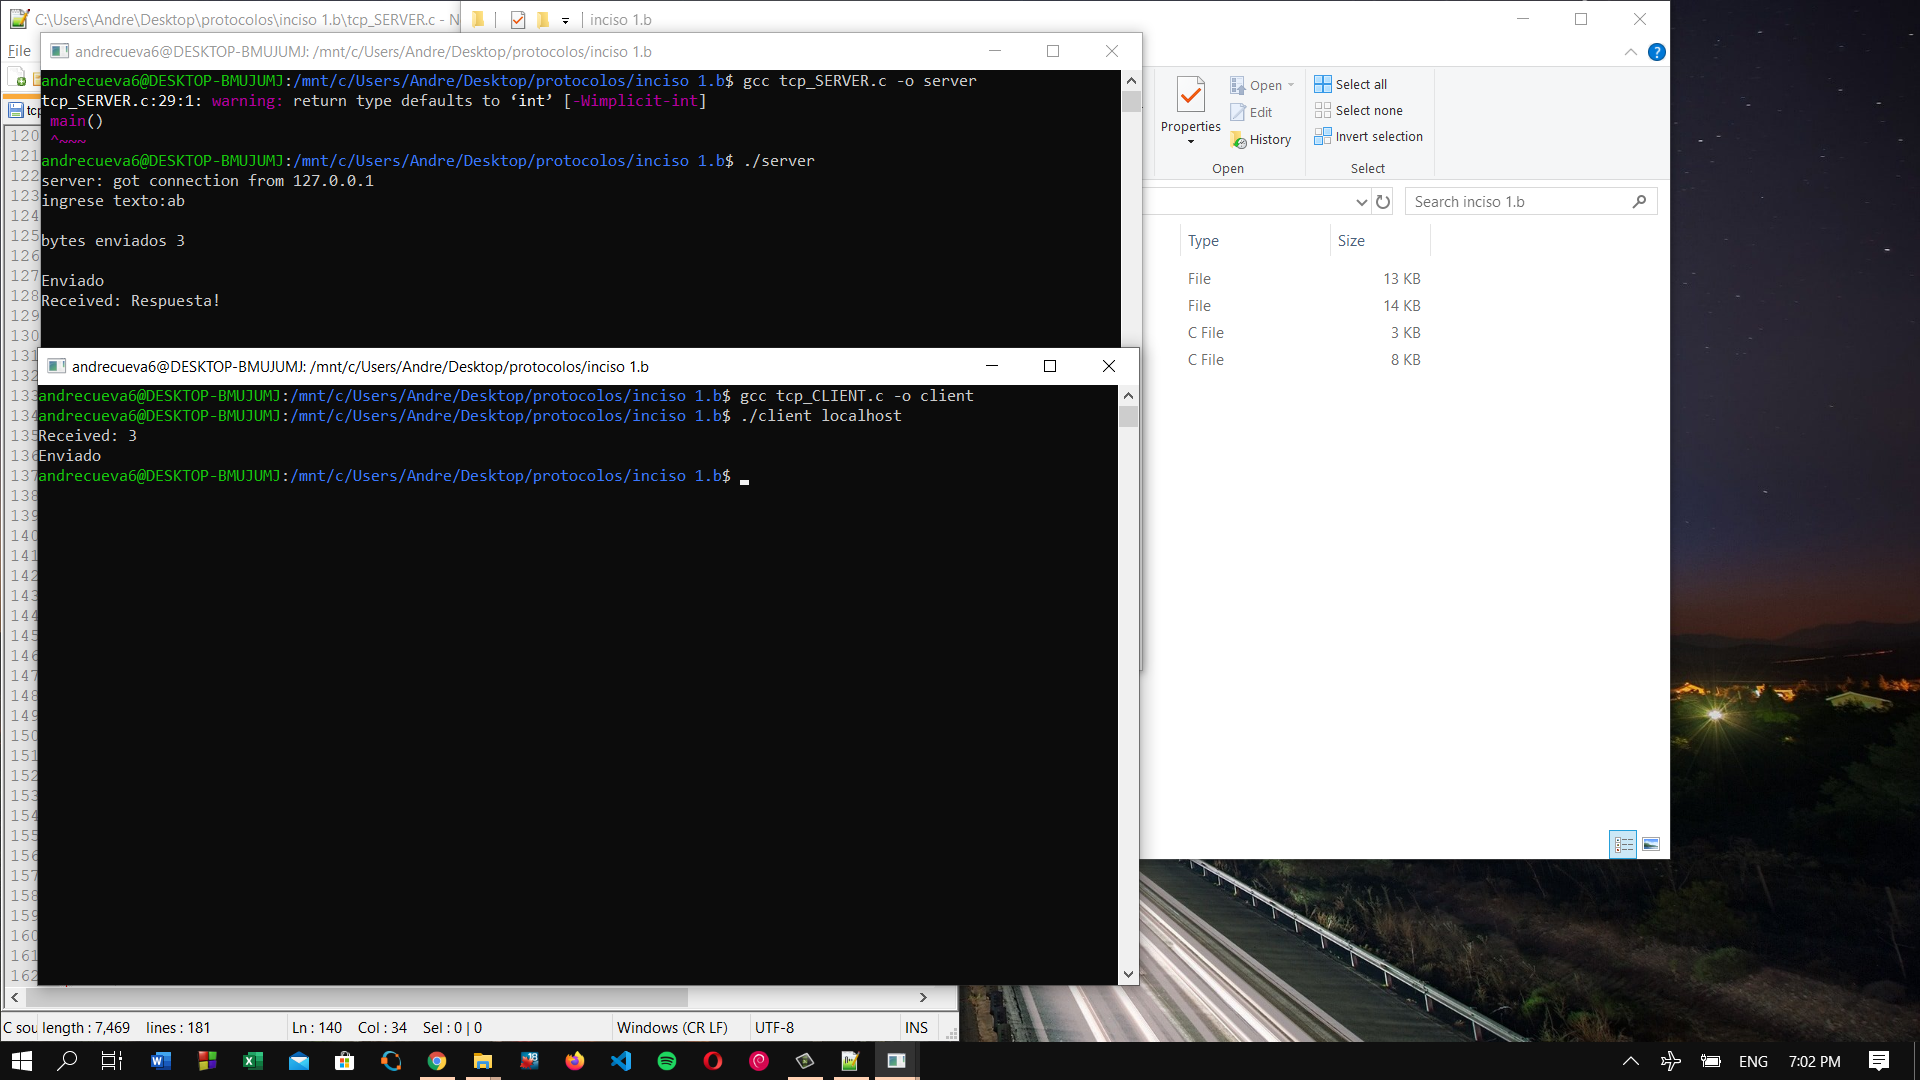 C:\Users\Andre\Desktop\protocolos\inciso 1.b\tcp_SERVER.c - N
inciso 1.b
File
andrecueva6@DESKTOP-BMUJUMJ: /mnt/c/Users/Andre/Desktop/protocolos/inciso 1.b
andrecueva6@DESKTOP-BMUJUMJ:/mnt/c/Users/Andre/Desktop/protocolos/inciso 1.b$ gcc tcp_SERVER.c -o server
tcp_SERVER.c:29:1: warning: return type defaults to ‘int’ [-Wimplicit-int]
main()
^~~~
andrecueva6@DESKTOP-BMUJUMJ:/mnt/c/Users/Andre/Desktop/protocolos/inciso 1.b$ ./server
server: got connection from 127.0.0.1
ingrese texto:ab
bytes enviados 3
Enviado
Received: Respuesta!
andrecueva6@DESKTOP-BMUJUMJ: /mnt/c/Users/Andre/Desktop/protocolos/inciso 1.b
andrecueva6@DESKTOP-BMUJUMJ:/mnt/c/Users/Andre/Desktop/protocolos/inciso 1.b$ gcc tcp_CLIENT.c -o client
andrecueva6@DESKTOP-BMUJUMJ:/mnt/c/Users/Andre/Desktop/protocolos/inciso 1.b$ ./client localhost
Received: 3
Enviado
andrecueva6@DESKTOP-BMUJUMJ:/mnt/c/Users/Andre/Desktop/protocolos/inciso 1.b$
tcp
120
121
122
123
124
125
126
127
128
129
130
131
132
133
134
135
136
137
138
139
140
141
142
143
144
145
146
147
148
149
150
151
152
153
154
155
156
157
158
159
160
161
162
Properties
Open
Edit
History
Open
Select all
Select none
Invert selection
Select
Search inciso 1.b
Type Size
File 13 KB
File 14 KB
C File 3 KB
C File 8 KB
C sou length : 7,469 lines : 181 Ln : 140 Col : 34 Sel : 0 | 0 Windows (CR LF) UTF-8 INS
18
ENG 7:02 PM